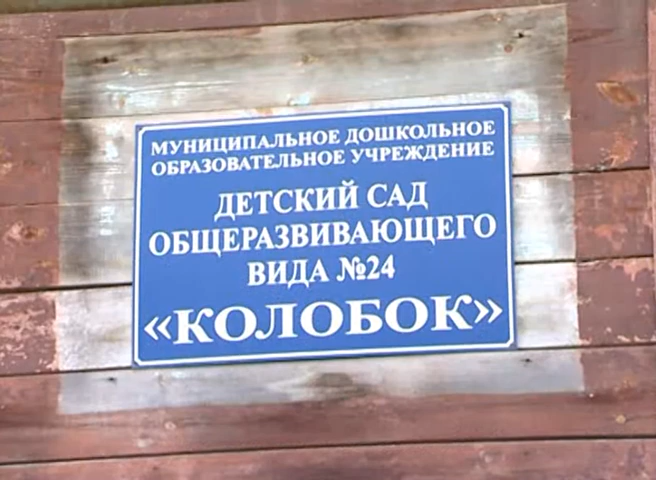 МУНИЦИПАЛЬНОЕ ДОШКОЛЬНОЕ
ОБРАЗОВАТЕЛЬНОЕ УЧРЕЖДЕНИЕ
ДЕТСКИЙ САД
ОБЩЕРАЗВИВАЮЩЕГО
ВИДА №24
«КОЛОБОК»